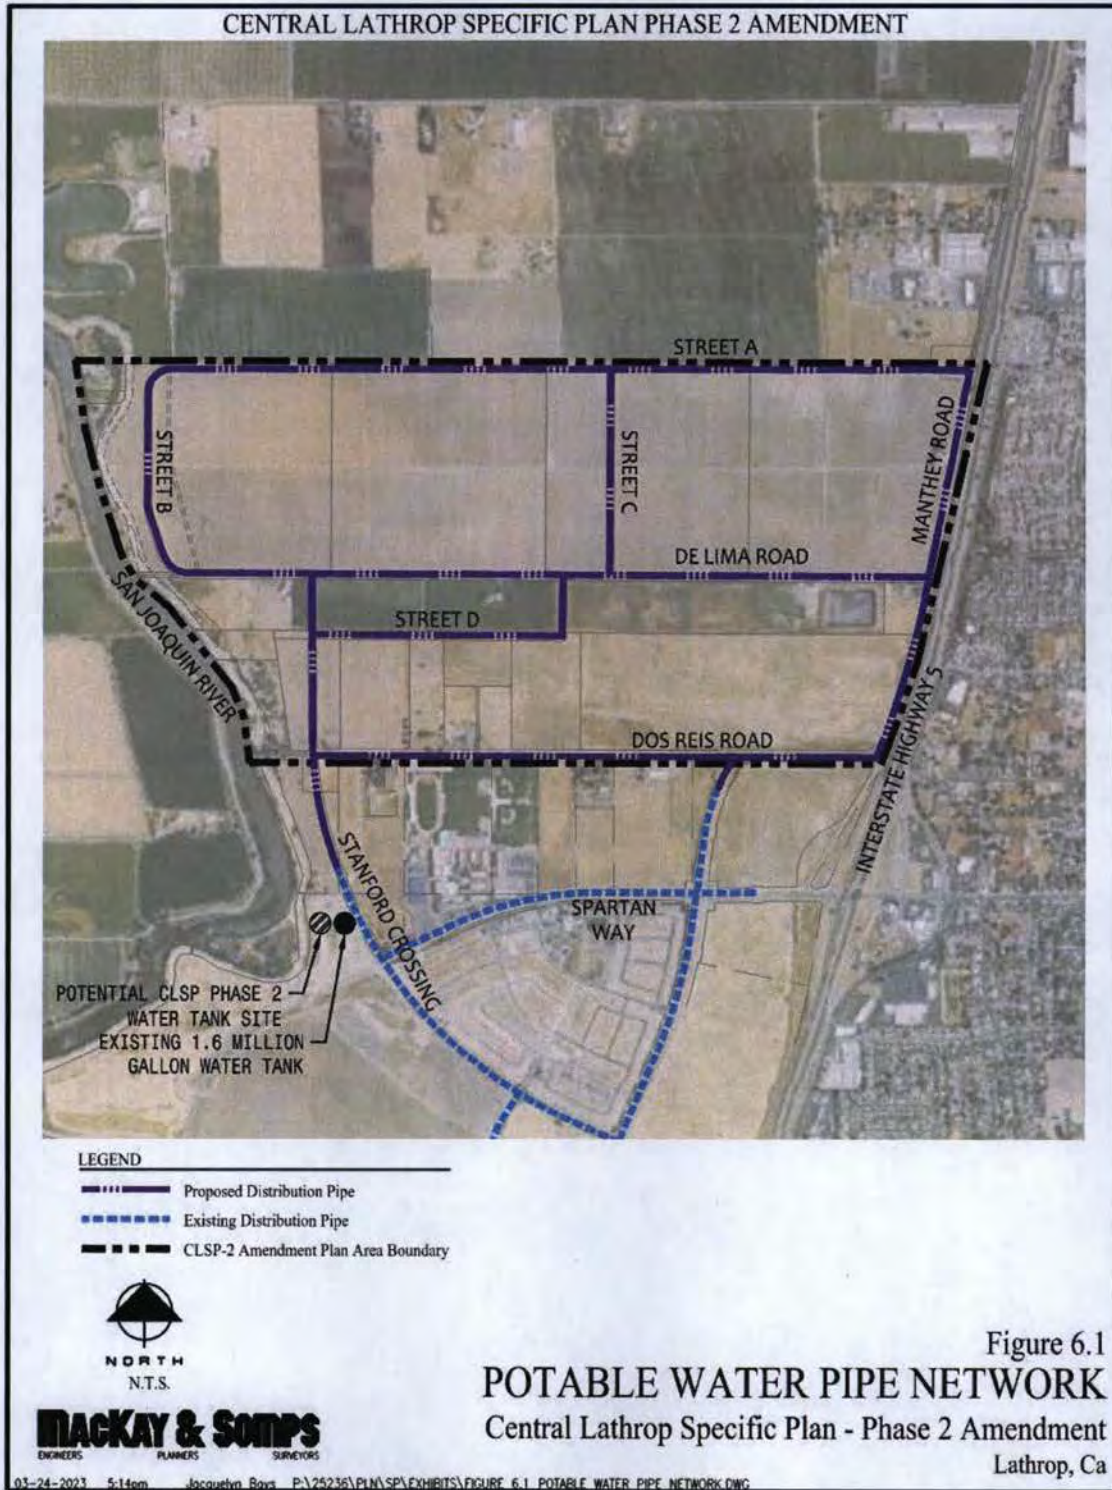 CENTRAL LATHROP SPECIFIC PLAN PHASE 2 AMENDMENT
STREET A
STREET B
STREET C
MANTHEY ROAD
DE LIMA ROAD
STREET D
SAN JOAQUIN RIVER
DOS REIS ROAD
INTERSTATE HIGHWAY 5
STANFORD CROSSING
SPARTAN
WAY
POTENTIAL CLSP PHASE 2
WATER TANK SITE
EXISTING 1.6 MILLION
GALLON WATER TANK
LEGEND
Proposed Distribution Pipe
Existing Distribution Pipe
CLSP-2 Amendment Plan Area Boundary
NORTH
N.T.S.
Figure 6.1
POTABLE WATER PIPE NETWORK
Central Lathrop Specific Plan - Phase 2 Amendment
Lathrop, Ca
MACKAY & SOMPS
ENGINEERS PLANNERS SURVEYORS
03-24-2023 5:14pm Jacquelyn Bays P:\25236\PLN\SP\EXHIBITS\FIGURE 6.1 POTABLE WATER PIPE NETWORK.DWG